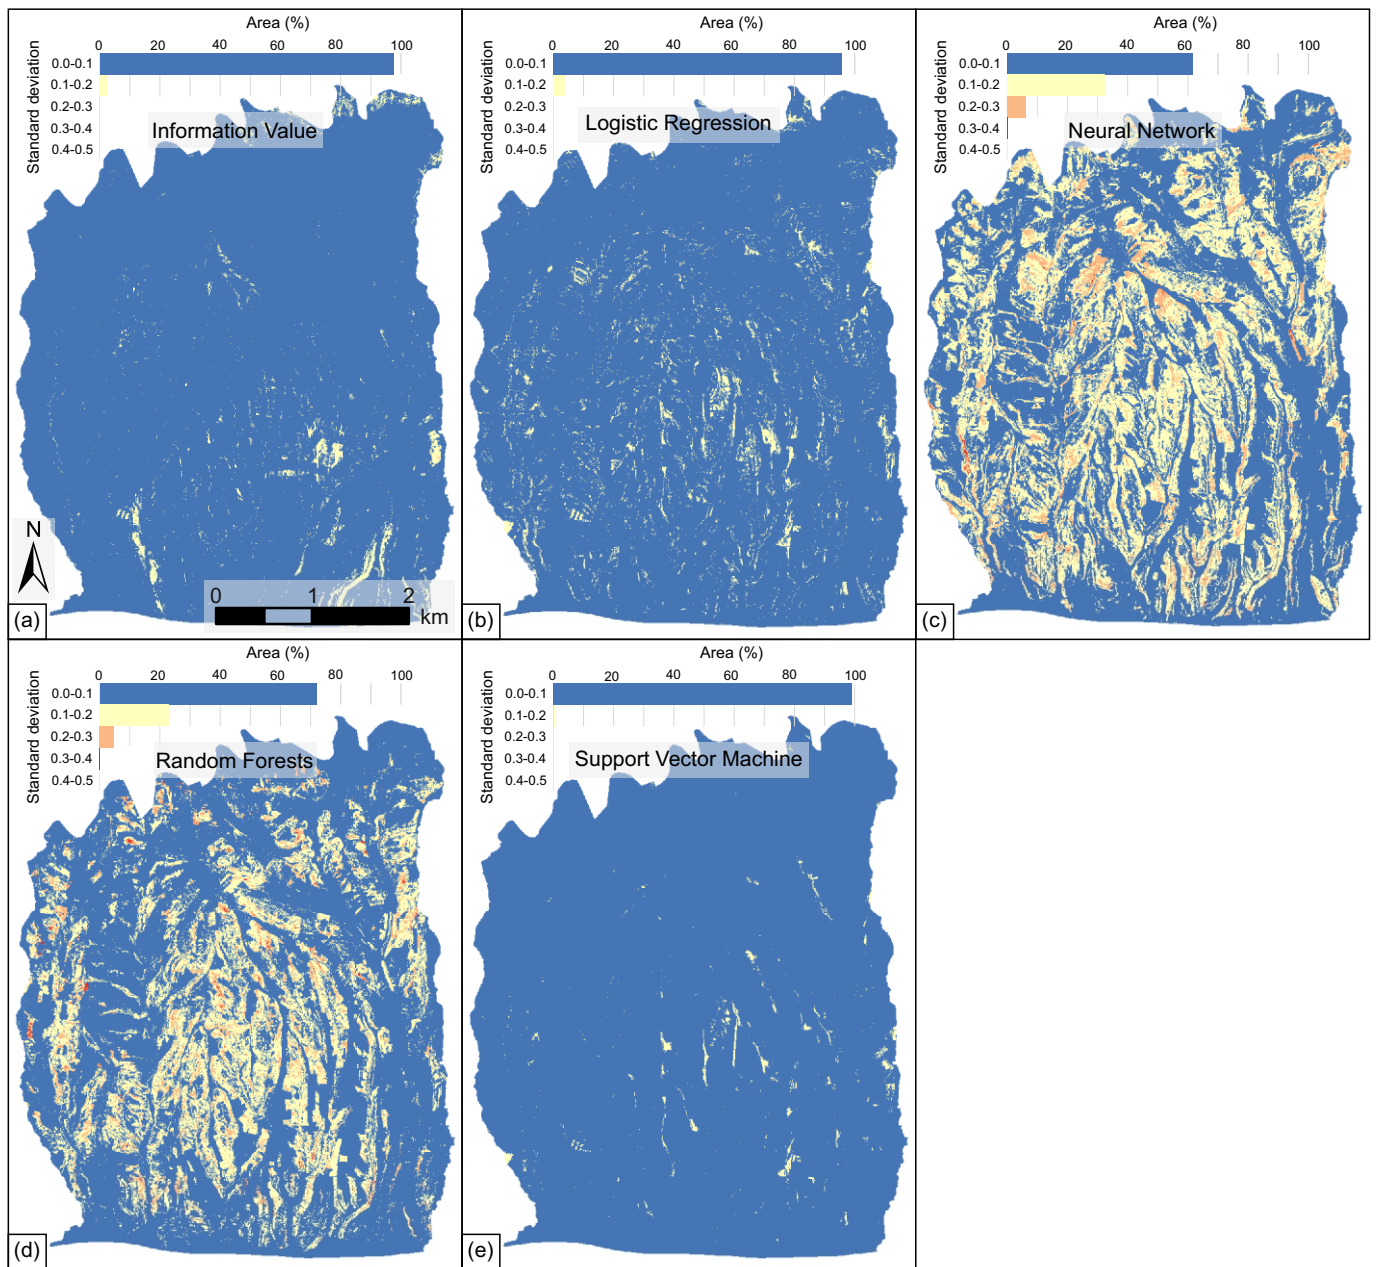 Area (%)
0 20 40 60 80 100
Standard deviation
0.0-0.1
0.1-0.2
0.2-0.3
0.3-0.4
0.4-0.5
Information Value
N
0 1 2
km
(a)
Area (%)
0 20 40 60 80 100
Standard deviation
0.0-0.1
0.1-0.2
0.2-0.3
0.3-0.4
0.4-0.5
Logistic Regression
(b)
Area (%)
0 20 40 60 80 100
Standard deviation
0.0-0.1
0.1-0.2
0.2-0.3
0.3-0.4
0.4-0.5
Neural Network
(c)
Area (%)
0 20 40 60 80 100
Standard deviation
0.0-0.1
0.1-0.2
0.2-0.3
0.3-0.4
0.4-0.5
Random Forests
(d)
Area (%)
0 20 40 60 80 100
Standard deviation
0.0-0.1
0.1-0.2
0.2-0.3
0.3-0.4
0.4-0.5
Support Vector Machine
(e)